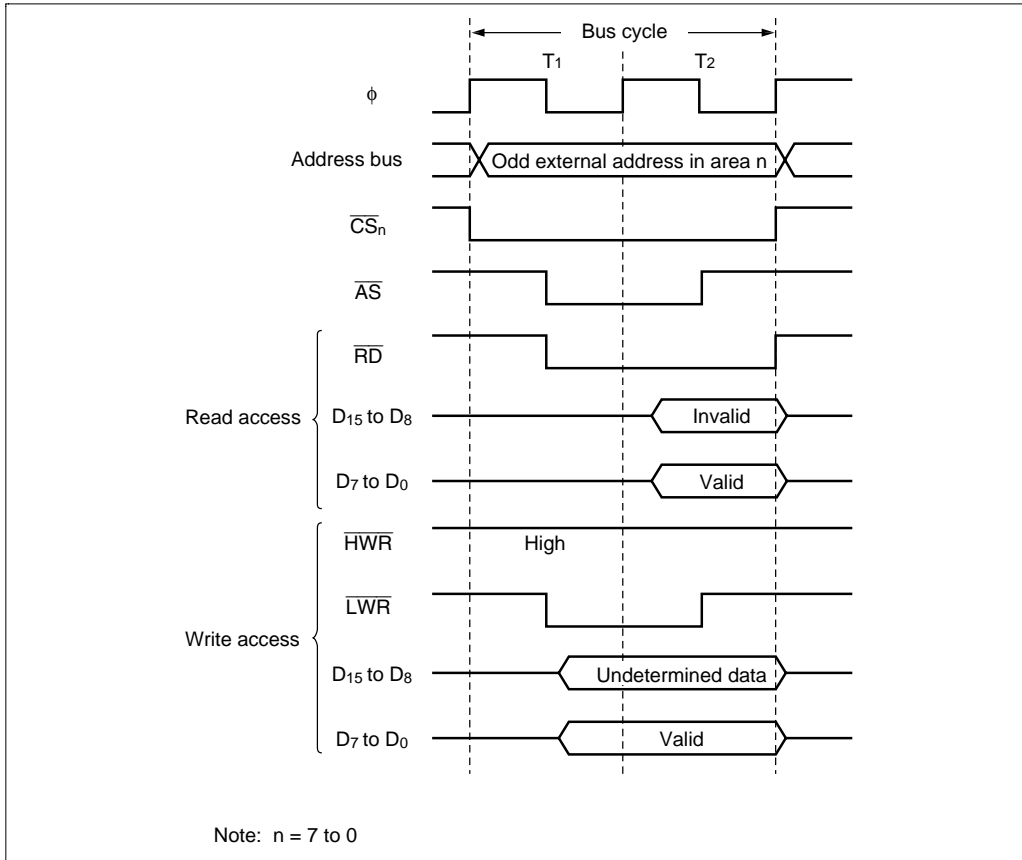 Bus cycle
T1 T2
φ
Address bus Odd external address in area n
CSn
AS
RD
Read access D15 to D8 Invalid
D7 to D0 Valid
HWR High
LWR
Write access
D15 to D8 Undetermined data
D7 to D0 Valid
Note: n = 7 to 0